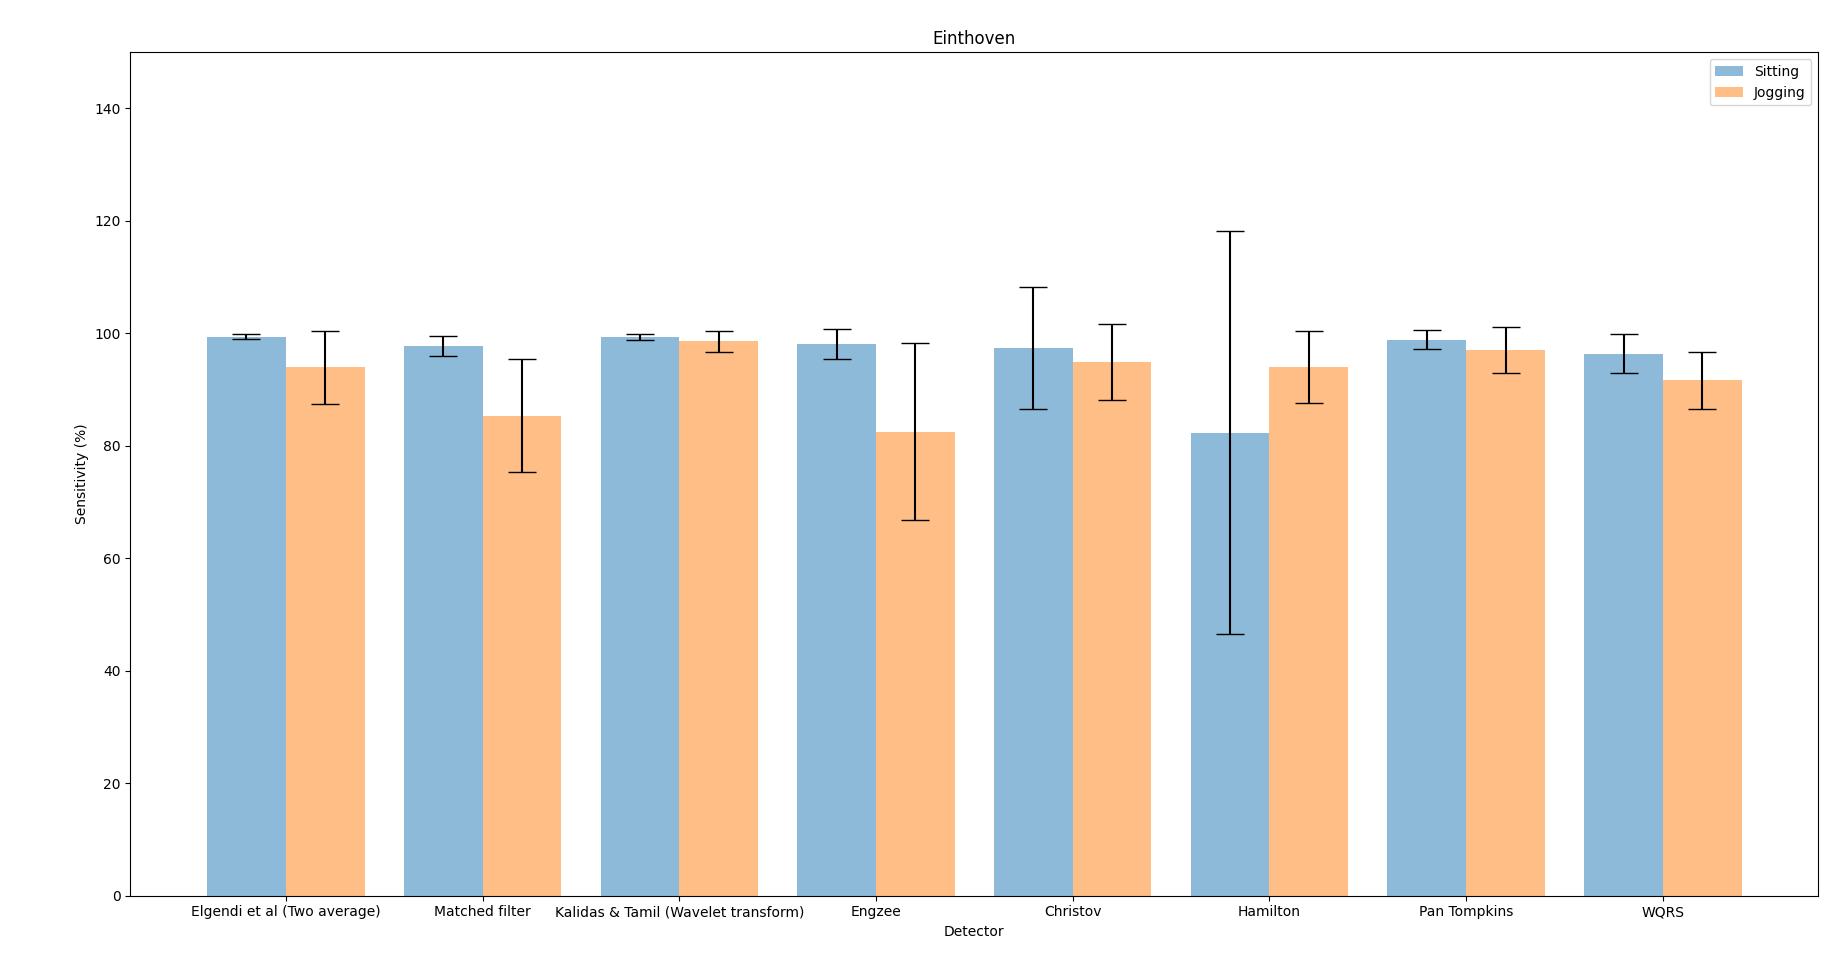 Einthoven
Sitting
Jogging
140
120
100
80
60
40
20
0
Sensitivity (%)
Elgendi et al (Two average) Matched filter Kalidas & Tamil (Wavelet transform) Engzee Christov Hamilton Pan Tompkins WQRS
Detector